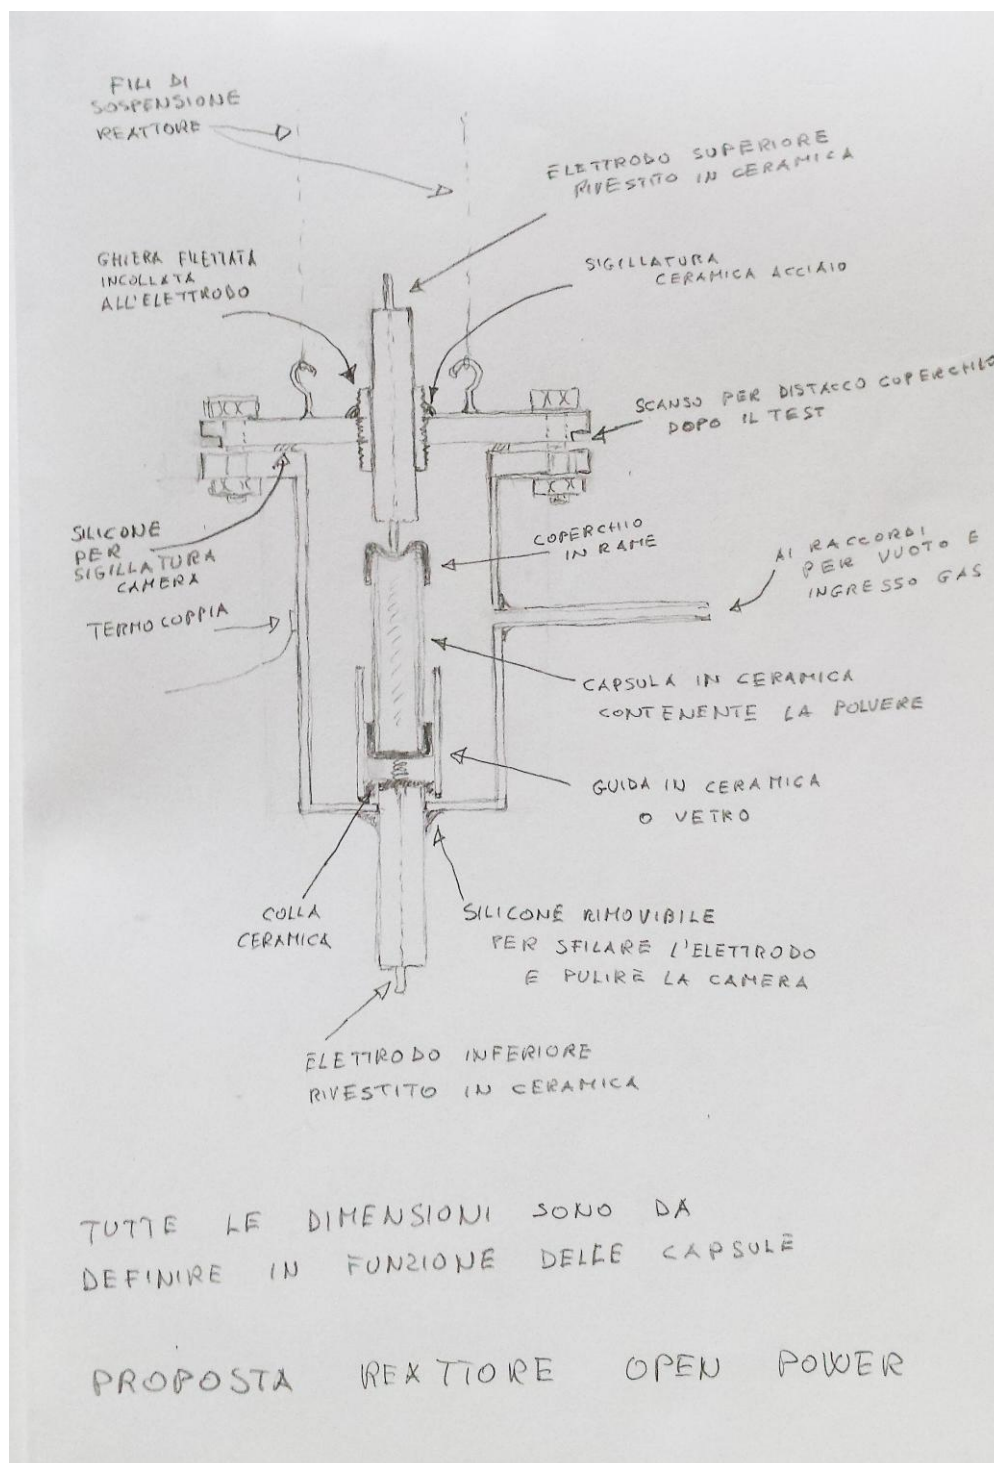 FILI DI
SOSPENSIONE
REATTORE
ELETTRODO SUPERIORE
RIVESTITO IN CERAMICA
GHIERA FILETTATA
INCOLLATA
ALL'ELETTRODO
SIGILLATURA
CERAMICA ACCIAIO
SCANSO PER DISTACCO COPERCHIO
DOPO IL TEST
SILICONE
PER
SIGILLATURA
CAMERA
COPERCHIO
IN RAME
AI RACCORDI
PER VUOTO E
INGRESSO GAS
TERMOCOPPIA
CAPSULA IN CERAMICA
CONTENENTE LA POLVERE
GUIDA IN CERAMICA
O VETRO
COLLA
CERAMICA
SILICONE RIMOVIBILE
PER SFILARE L'ELETTRODO
E PULIRE LA CAMERA
ELETTRODO INFERIORE
RIVESTITO IN CERAMICA
TUTTE LE DIMENSIONI SONO DA
DEFINIRE IN FUNZIONE DELLE CAPSULE
PROPOSTA REATTORE OPEN POWER